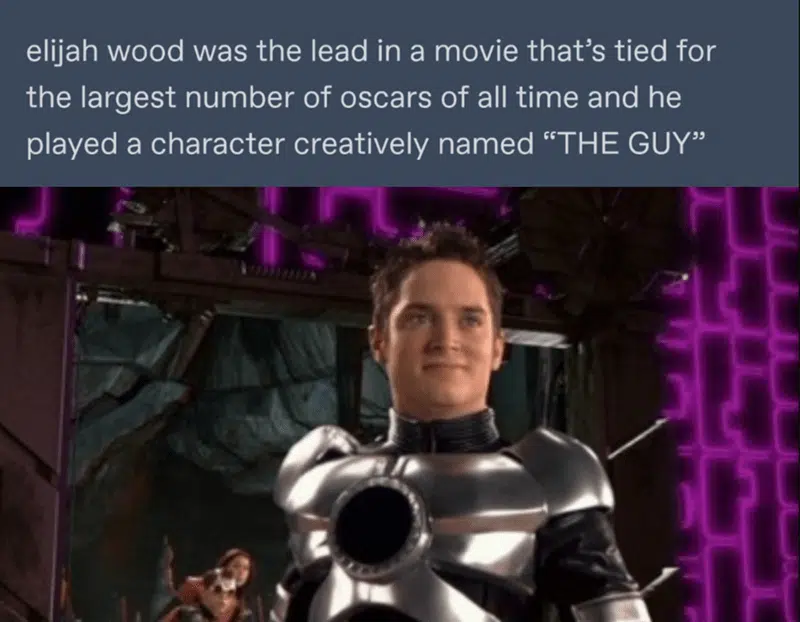 elijah wood was the lead in a movie that’s tied for
the largest number of oscars of all time and he
played a character creatively named “THE GUY”